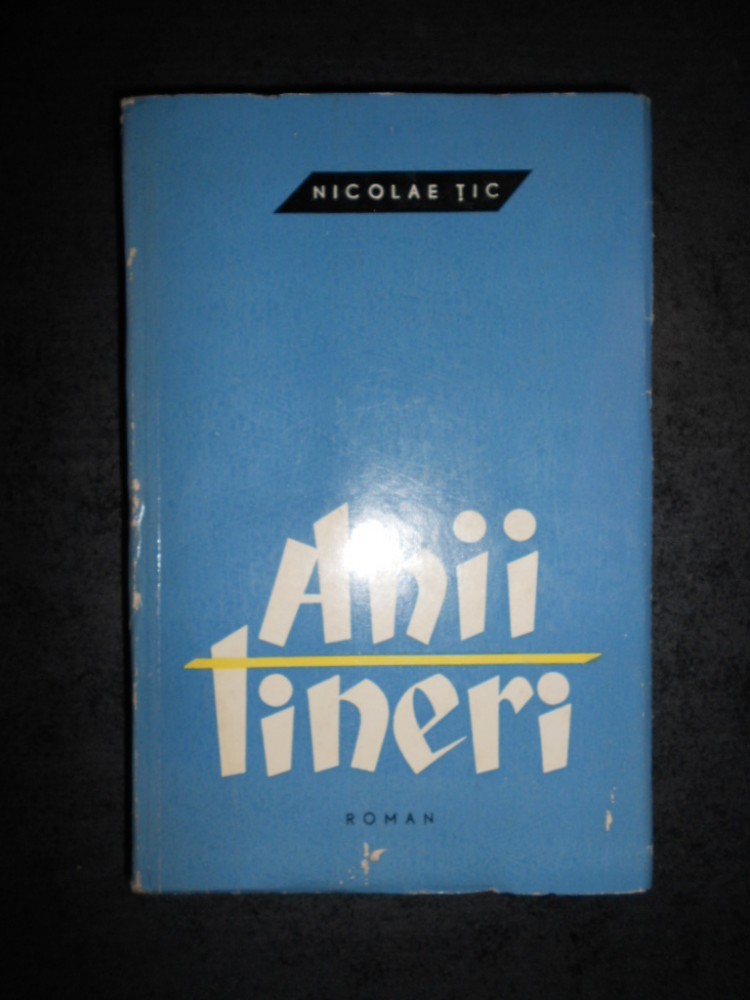 NICOLAE ȚIC
Anii
tineri
ROMAN